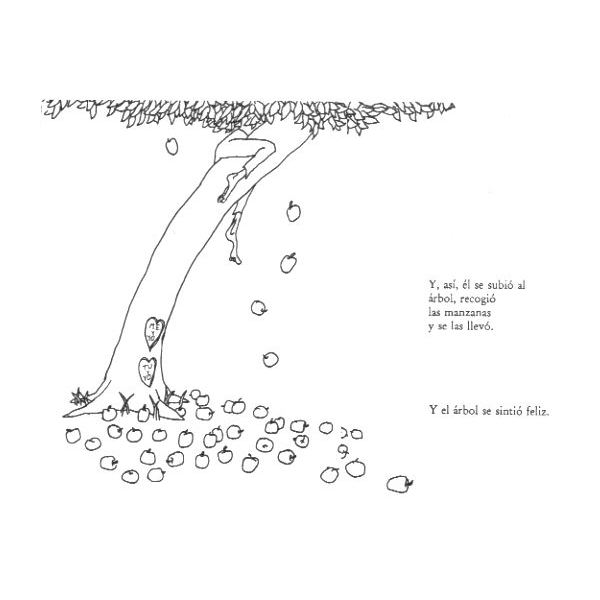 Y, así, él se subió al
árbol, recogió
las manzanas
y se las llevó.
Y el árbol se sintió feliz.